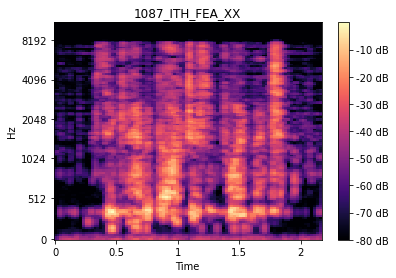 1087_ITH_FEA_XX
8192
4096
2048
1024
512
0
Hz
0
0.5
1
1.5
2
Time
-10 dB
-20 dB
-30 dB
-40 dB
-50 dB
-60 dB
-70 dB
-80 dB